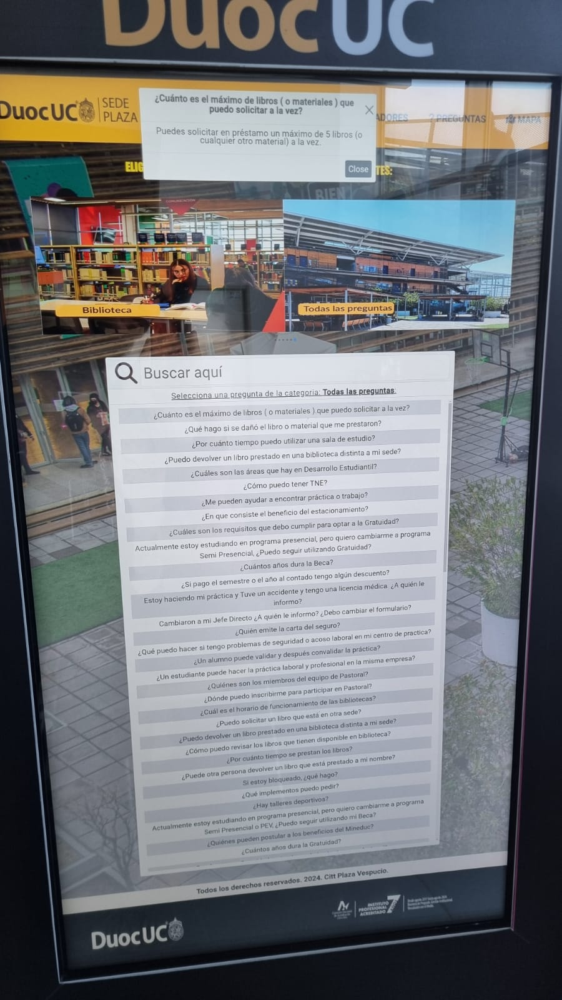 Duoc UC
DuocUC
SEDE
PLAZA
¿Cuánto es el máximo de libros ( o materiales ) que
puedo solicitar a la vez?
Puedes solicitar en préstamo un máximo de 5 libros (o
cualquier otro material) a la vez.
Close
ADORES
? PREGUNTAS
MAPA
ELIG
TES:
BIEN
COMUNICACIÓN
Biblioteca
Todas las preguntas
Buscar aquí
Selecciona una pregunta de la categoria: Todas las preguntas:
¿Cuánto es el máximo de libros ( o materiales ) que puedo solicitar a la vez?
¿Qué hago si se dañó el libro o material que me prestaron?
¿Por cuánto tiempo puedo utilizar una sala de estudio?
¿Puedo devolver un libro prestado en una biblioteca distinta a mi sede?
¿Cuáles son las áreas que hay en Desarrollo Estudiantil?
¿Cómo puedo tener TNE?
¿Me pueden ayudar a encontrar práctica o trabajo?
¿En que consiste el beneficio del estacionamiento?
¿Cuáles son los requisitos que debo cumplir para optar a la Gratuidad?
Actualmente estoy estudiando en programa presencial, pero quiero cambiarme a programa
Semi Presencial, ¿Puedo seguir utilizando Gratuidad?
¿Cuántos años dura la Beca?
¿Si pago el semestre o el año al contado tengo algún descuento?
Estoy haciendo mi práctica y Tuve un accidente y tengo una licencia médica. ¿A quién le
informo?
Cambiaron a mi Jefe Directo ¿A quién le informo? ¿Debo cambiar el formulario?
¿Quién emite la carta del seguro?
¿Qué puedo hacer si tengo problemas de seguridad o acoso laboral en mi centro de practica?
¿Un alumno puede validar y después convalidar la práctica?
¿Un estudiante puede hacer la práctica laboral y profesional en la misma empresa?
¿Quiénes son los miembros del equipo de Pastoral?
¿Dónde puedo inscribirme para participar en Pastoral?
¿Cuál es el horario de funcionamiento de las bibliotecas?
¿Puedo solicitar un libro que está en otra sede?
¿Puedo devolver un libro prestado en una biblioteca distinta a mi sede?
¿Cómo puedo revisar los libros que tienen disponible en biblioteca?
¿Por cuánto tiempo se prestan los libros?
¿Puede otra persona devolver un libro que está prestado a mi nombre?
Si estoy bloqueado, ¿qué hago?
¿Qué implementos puedo pedir?
¿Hay talleres deportivos?
Actualmente estoy estudiando en programa presencial, pero quiero cambiarme a programa
Semi Presencial o PEV, ¿Puedo seguir utilizando mi Beca?
¿Quiénes pueden postular a los beneficios del Mineduc?
¿Cuántos años dura la Gratuidad?
Todos los derechos reservados. 2024. Citt Plaza Vespucio.
DuocUC
INSTITUTO
PROFESIONAL
ACREDITADO
7